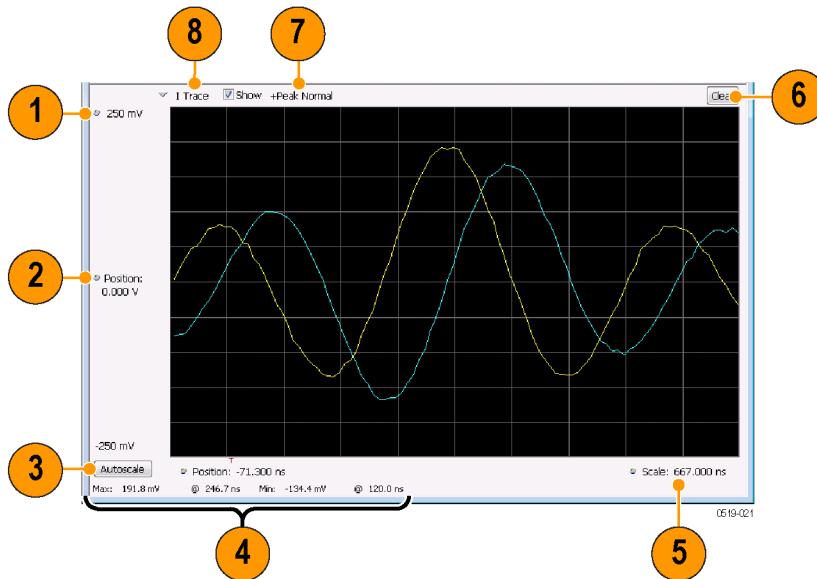 8
7
I Trace Show +Peak Normal Clea
6
1
250 mV
2
Position:
0.000 V
-250 mV
3
Autoscale
T
Position: -71.300 ns
Scale: 667.000 ns
Max: 191.8 mV @ 246.7 ns Min: -134.4 mV @ 120.0 ns
0519-021
4
5